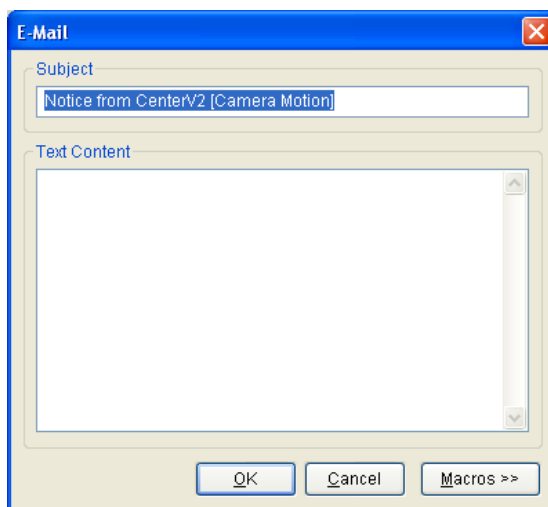 E-Mail
Subject
Notice from CenterV2 [Camera Motion]
Text Content
OK Cancel Macros >>